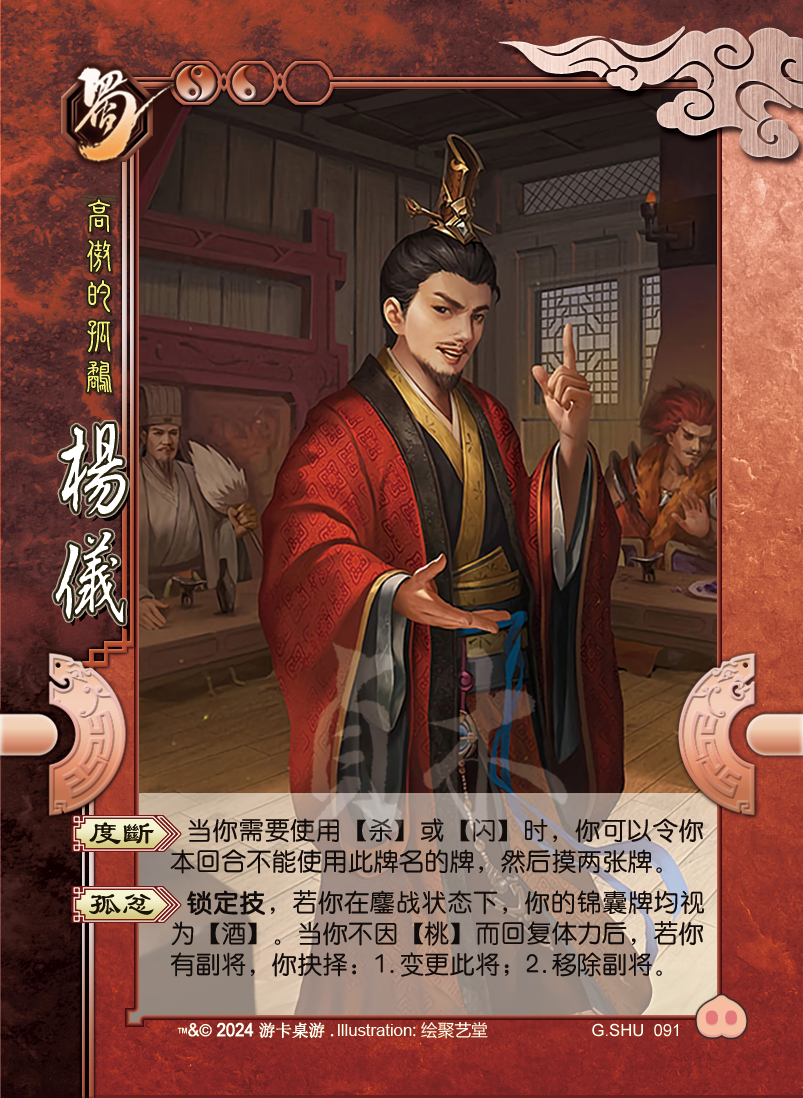 蜀
高傲的孤鷸
楊儀
度斷 当你需要使用【杀】或【闪】时，你可以令你
本回合不能使用此牌名的牌，然后摸两张牌。
孤忿 锁定技，若你在鏖战状态下，你的锦囊牌均视
为【酒】。当你不因【桃】而回复体力后，若你
有副将，你抉择：1.变更此将；2.移除副将。
™&© 2024 游卡桌游 . Illustration: 绘聚艺堂
G.SHU 091